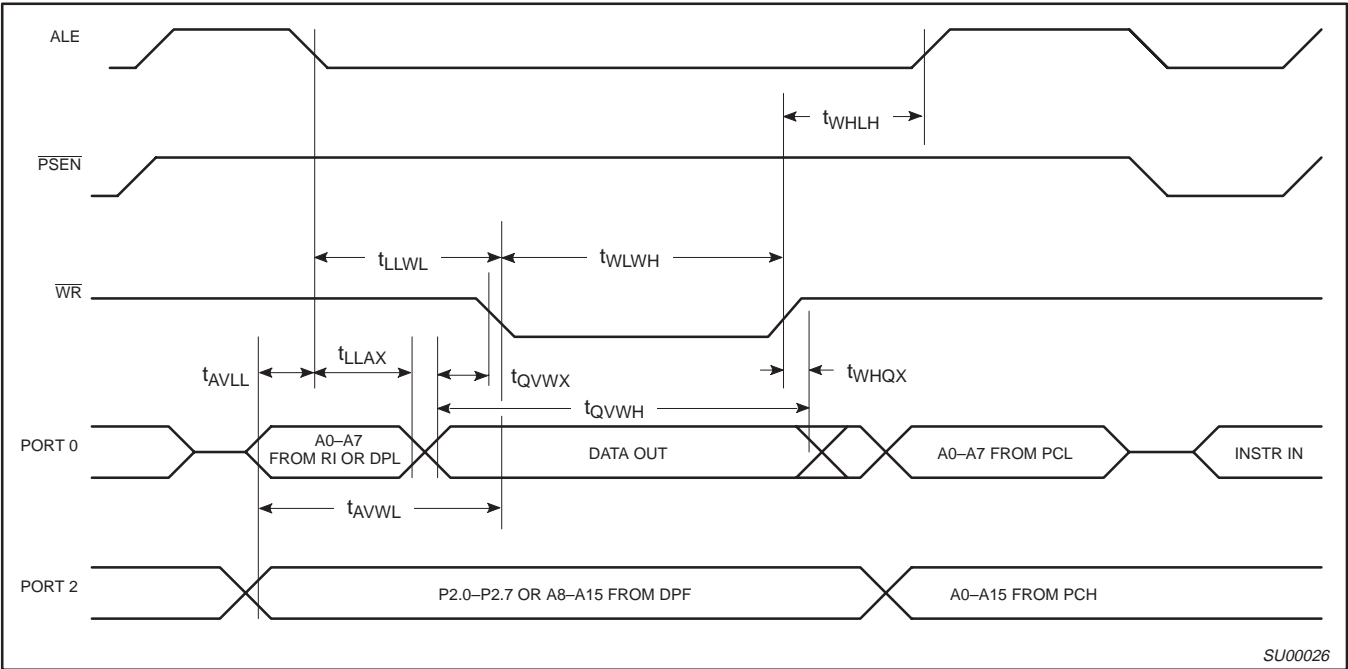 ALE
tWHLH
PSEN
tLLWL
tWLWH
WR
tLLAX
tAVLL
tQVWX
tWHQX
tQVWH
PORT 0
A0–A7
FROM RI OR DPL
DATA OUT
A0–A7 FROM PCL
INSTR IN
tAVWL
PORT 2
P2.0–P2.7 OR A8–A15 FROM DPF
A0–A15 FROM PCH
SU00026